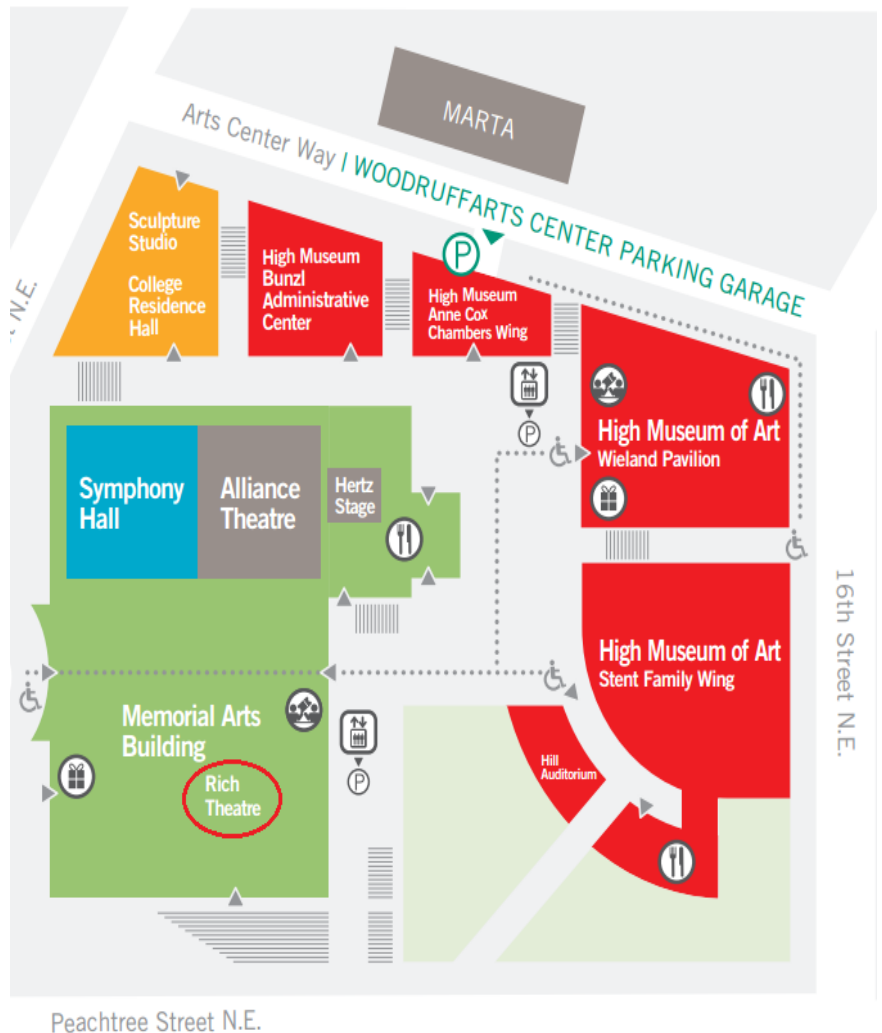 MARTA
Arts Center Way | WOODRUFFARTS CENTER PARKING GARAGE
P
Sculpture
Studio
College
Residence
Hall
High Museum
Bunzl
Administrative
Center
High Museum
Anne Cox
Chambers Wing
N.E.
P
High Museum of Art
Wieland Pavilion
Symphony
Hall
Alliance
Theatre
Hertz
Stage
High Museum of Art
Stent Family Wing
16th Street N.E.
Memorial Arts
Building
Rich
Theatre
P
Hill
Auditorium
Peachtree Street N.E.